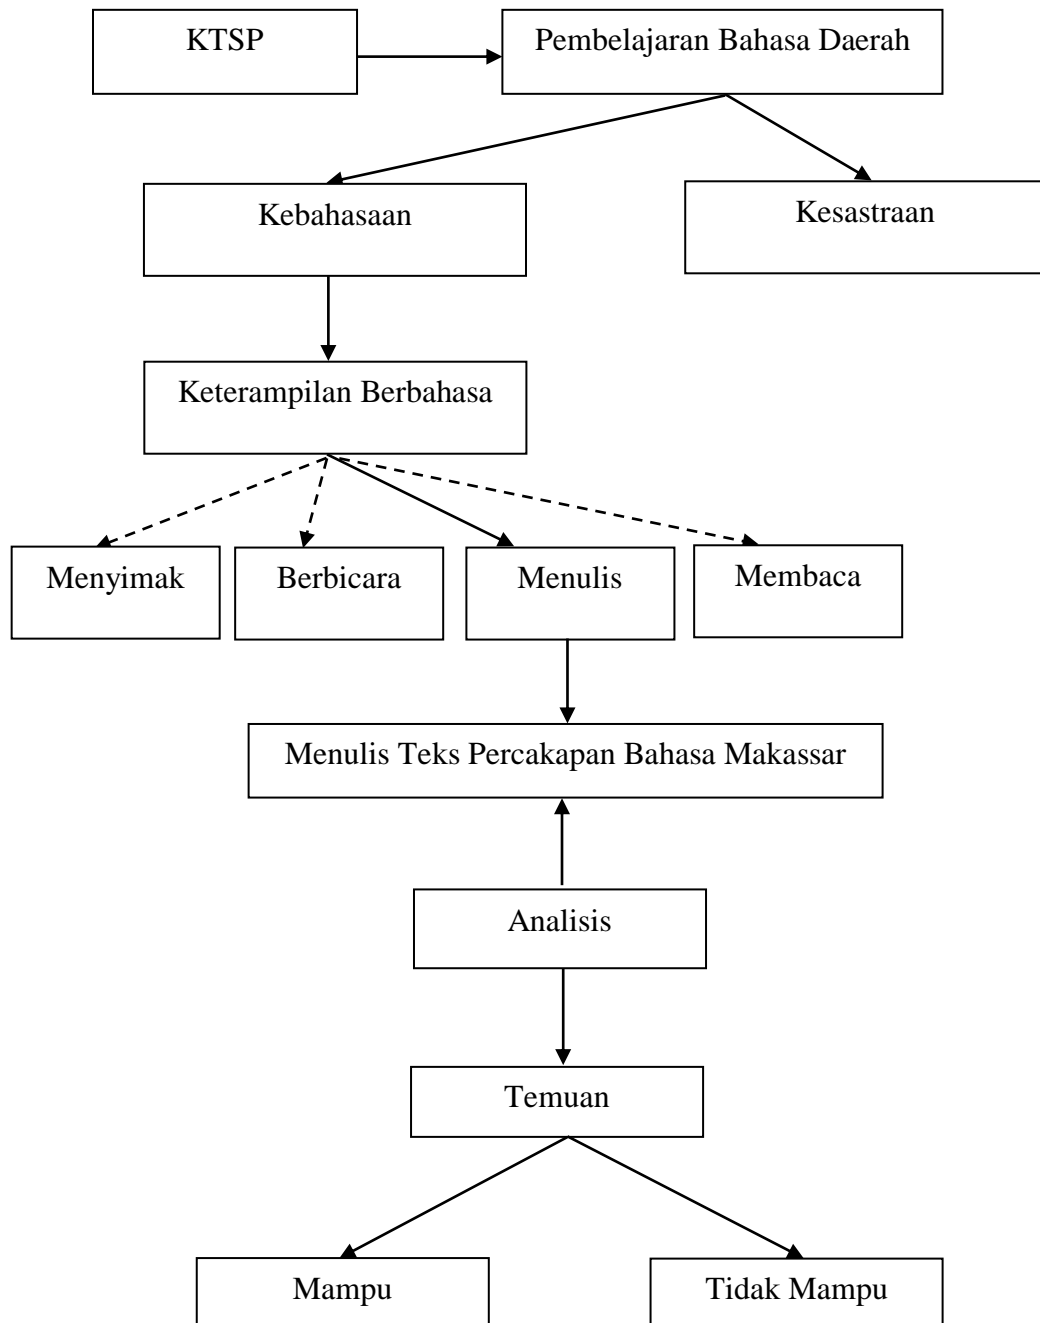 KTSP
Pembelajaran Bahasa Daerah
Kebahasaan
Kesastraan
Keterampilan Berbahasa
Menyimak
Berbicara
Menulis
Membaca
Menulis Teks Percakapan Bahasa Makassar
Analisis
Temuan
Mampu
Tidak Mampu